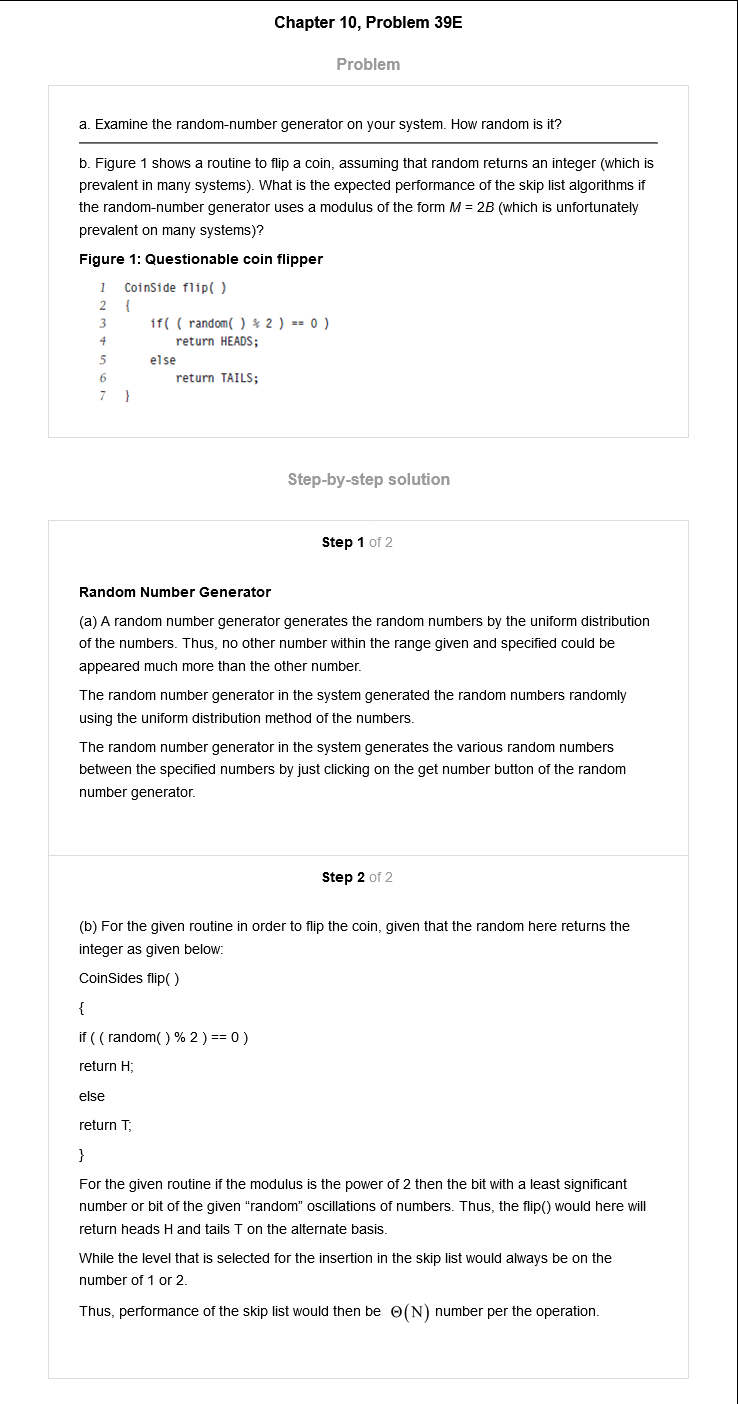 Chapter 10, Problem 39E
Problem
a. Examine the random-number generator on your system. How random is it?
b. Figure 1 shows a routine to flip a coin, assuming that random returns an integer (which is
prevalent in many systems). What is the expected performance of the skip list algorithms if
the random-number generator uses a modulus of the form M = 2B (which is unfortunately
prevalent on many systems)?
Figure 1: Questionable coin flipper
1 CoinSide flip( )
2 {
3 if( ( random( ) % 2 ) == 0 )
4 return HEADS;
5 else
6 return TAILS;
7 }
Step-by-step solution
Step 1 of 2
Random Number Generator
(a) A random number generator generates the random numbers by the uniform distribution
of the numbers. Thus, no other number within the range given and specified could be
appeared much more than the other number.
The random number generator in the system generated the random numbers randomly
using the uniform distribution method of the numbers.
The random number generator in the system generates the various random numbers
between the specified numbers by just clicking on the get number button of the random
number generator.
Step 2 of 2
(b) For the given routine in order to flip the coin, given that the random here returns the
integer as given below:
CoinSides flip( )
{
if ( ( random( ) % 2 ) == 0 )
return H;
else
return T;
}
For the given routine if the modulus is the power of 2 then the bit with a least significant
number or bit of the given “random” oscillations of numbers. Thus, the flip() would here will
return heads H and tails T on the alternate basis.
While the level that is selected for the insertion in the skip list would always be on the
number of 1 or 2.
Thus, performance of the skip list would then be Θ(N) number per the operation.